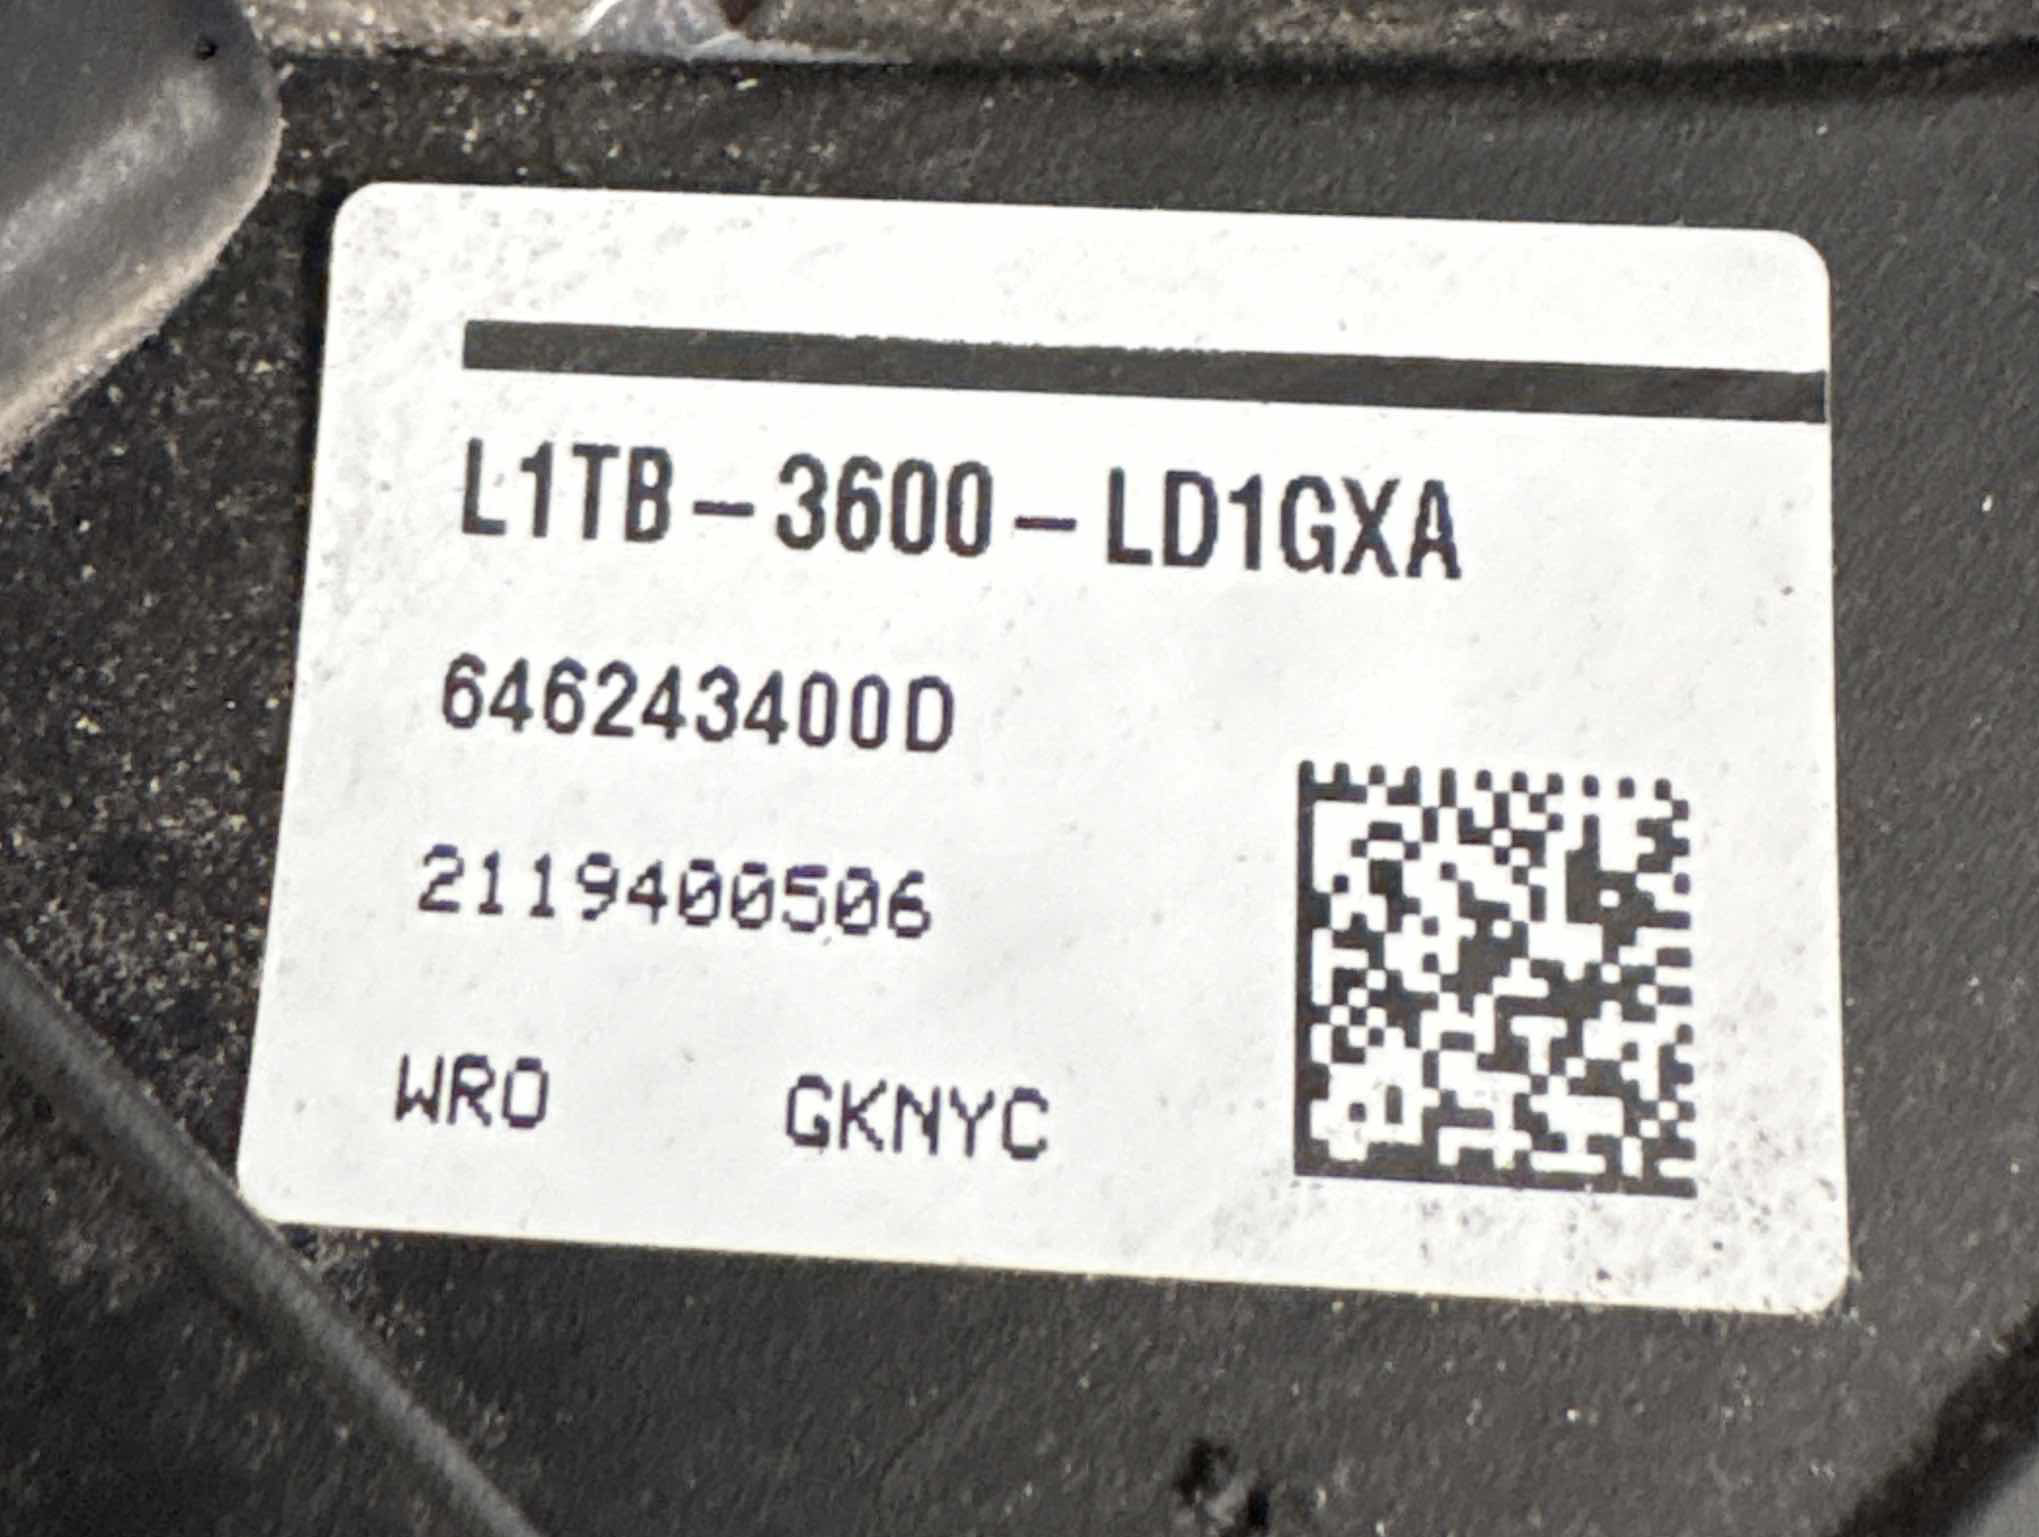 L1TB-3600-LD1GXA
646243400D
2119400506
WRO GKNYC